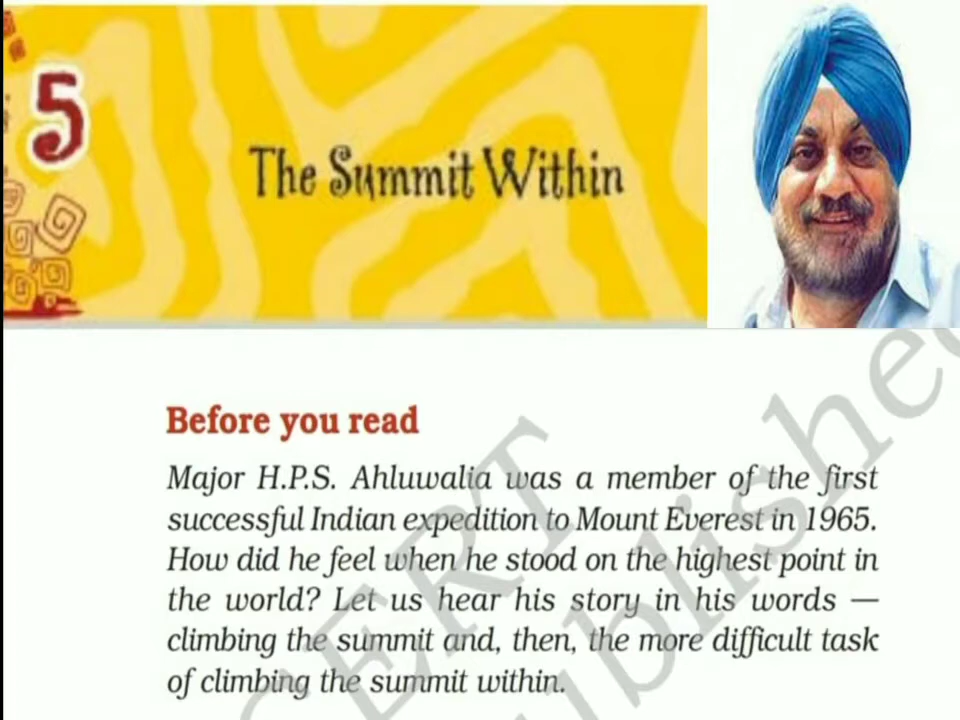 5
The Summit Within
Before you read
Major H.P.S. Ahluwalia was a member of the first
successful Indian expedition to Mount Everest in 1965.
How did he feel when he stood on the highest point in
the world? Let us hear his story in his words —
climbing the summit and, then, the more difficult task
of climbing the summit within.